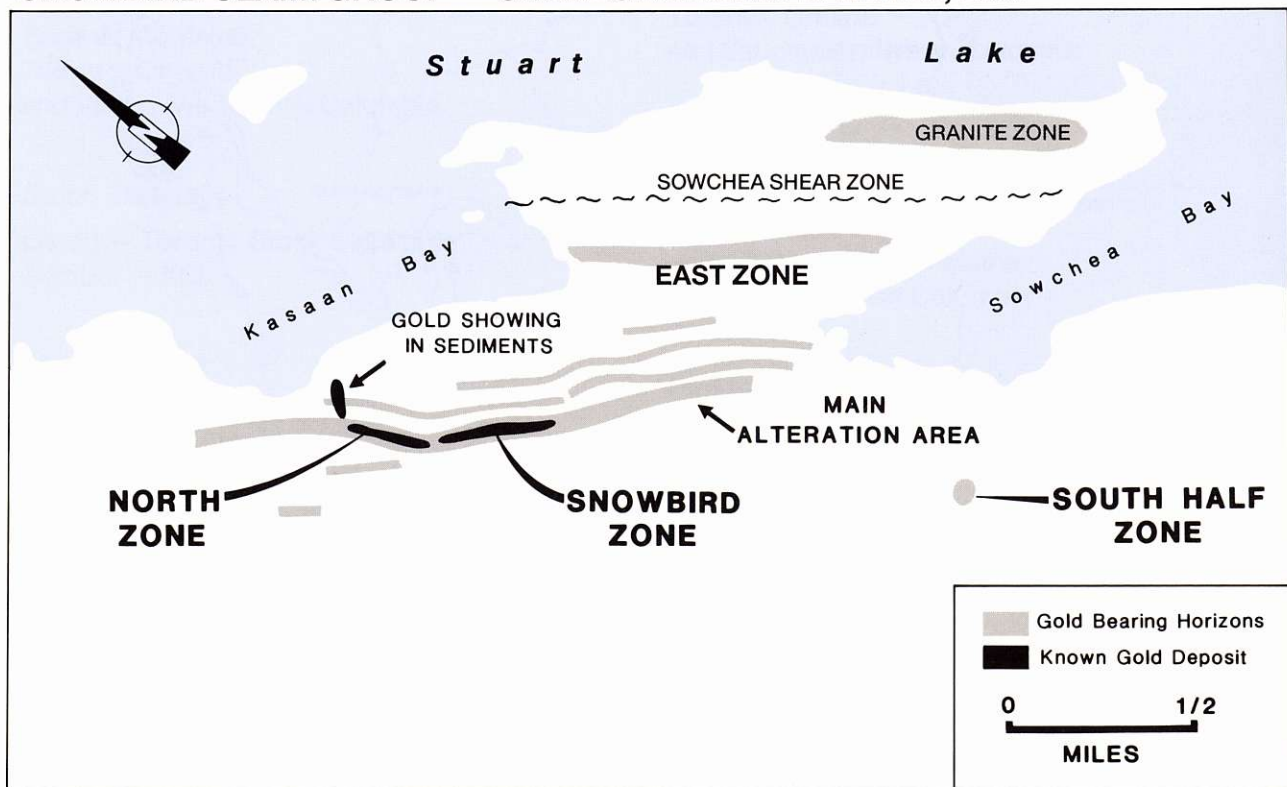 Stuart Lake
GRANITE ZONE
SOWCHEA SHEAR ZONE
Sowchea Bay
Kasaan Bay
EAST ZONE
GOLD SHOWING
IN SEDIMENTS
MAIN
ALTERATION AREA
NORTH
ZONE
SNOWBIRD
ZONE
SOUTH HALF
ZONE
Gold Bearing Horizons
Known Gold Deposit
0 1/2
MILES